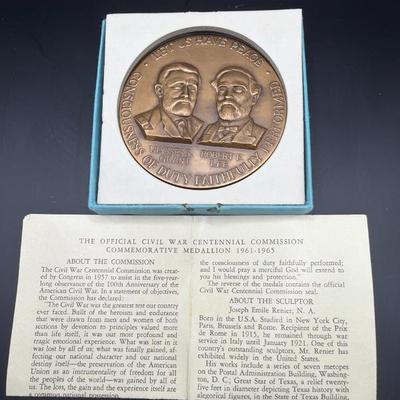 LET US HAVE PEACE
CONSCIOUSNESS OF DUTY FAITHFULLY PERFORMED
ULYSSES S.
GRANT
ROBERT E.
LEE
THE OFFICIAL CIVIL WAR CENTENNIAL COMMISSION
COMMEMORATIVE MEDALLION 1961-1965
ABOUT THE COMMISSION
The Civil War Centennial Commission was creat-
ed by Congress in 1957 to assist in the five-year-
long observance of the 100th Anniversary of the
American Civil War. In a statement of objectives,
the Commission has declared:
"The Civil War was the greatest test our country
ever faced. Built of the heroism and endurance
that were drawn from men and women of both
sections by devotion to principles valued more
than life itself, it was our most profound and
tragic emotional experience. What was lost in it
was lost by all of us; what was finally gained, af-
fecting our national character and our national
destiny itself—the preservation of the American
Union as an instrumentality of freedom for all
the peoples of the world—was gained by all of
us. The loss, the gain and the experience itself are
a common national possession.
the consciousness of duty faithfully performed;
and I would pray a merciful God will extend to
you his blessings and protection."
The reverse of the medals contains the official
Civil War Centennial Commission seal.
ABOUT THE SCULPTOR
Joseph Emile Renier, N. A.
Born in the U.S.A. Studied in New York City,
Paris, Brussels and Rome. Recipient of the Prix
de Rome in 1915, he remained through war
service in Italy until January 1921. One of this
country's outstanding sculptors, Mr. Renier has
exhibited widely in the United States.
His works include a series of seven metopes
on the Postal Administration Building, Washing-
ton, D. C.; Great Star of Texas, a relief twenty
five feet in diameter depicting Texas history with
alegorical figures, in the State of Texas Building,